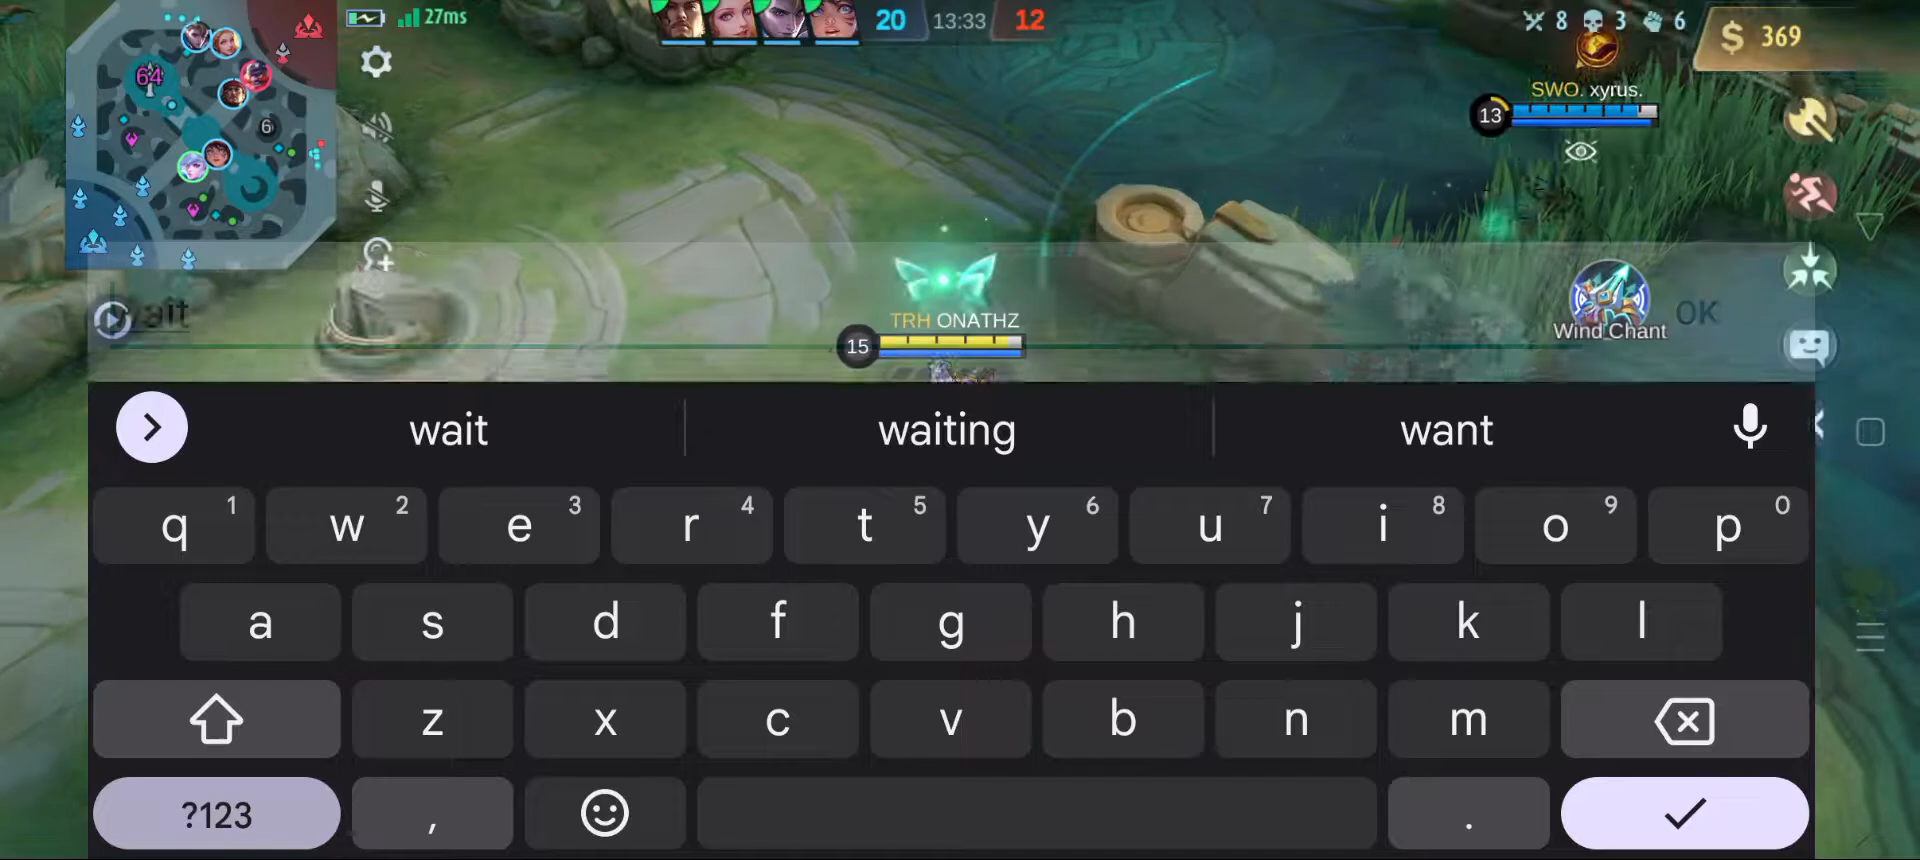 64
6
27ms
20 13:33 12
8 3 6
$ 369
SWO. xyrus.
13
wait
TRH ONATHZ
15
Wind Chant
OK
wait waiting want
q 1 w 2 e 3 r 4 t 5 y 6 u 7 i 8 o 9 p 0
a s d f g h j k l
z x c v b n m
?123 , .